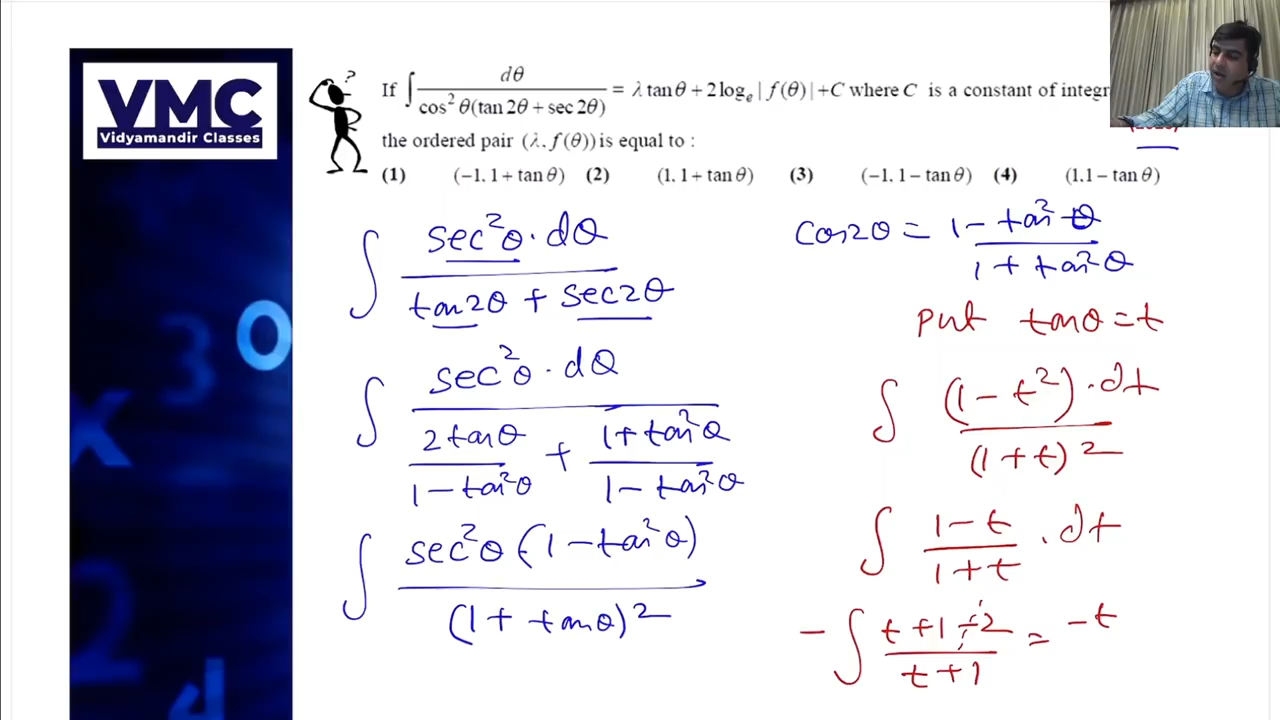 VMC
Vidyamandir Classes
?
If ∫ dθ / cos² θ(tan 2θ + sec 2θ) = λ tan θ + 2 logₑ | f(θ) | + C where C is a constant of integr
the ordered pair (λ, f(θ)) is equal to :
(1) (−1, 1 + tan θ) (2) (1, 1 + tan θ) (3) (−1, 1 − tan θ) (4) (1, 1 − tan θ)
∫ sec²θ · dθ / tan2θ + sec2θ
∫ sec²θ · dθ / 2tanθ / 1 − tan²θ + 1 + tan²θ / 1 − tan²θ
∫ sec²θ (1 − tan²θ) / (1 + tanθ)²
cos2θ = 1 − tan²θ / 1 + tan²θ
put tanθ = t
∫ (1 − t²) · dt / (1 + t)²
∫ 1 − t / 1 + t · dt
− ∫ t + 1 − 2 / t + 1 = − t